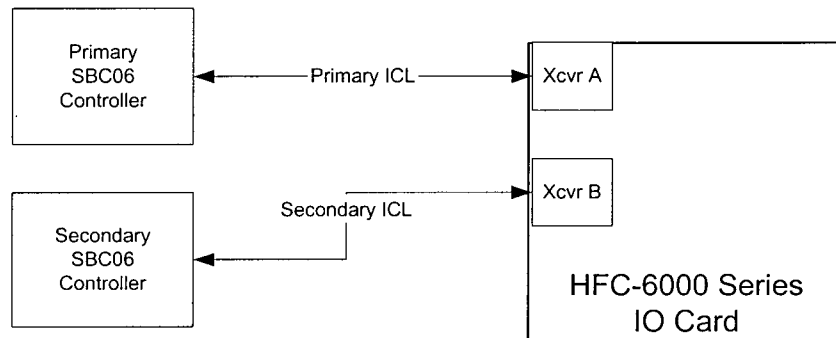 Primary
SBC06
Controller
Primary ICL
Xcvr A
Secondary ICL
Xcvr B
Secondary
SBC06
Controller
HFC-6000 Series
IO Card